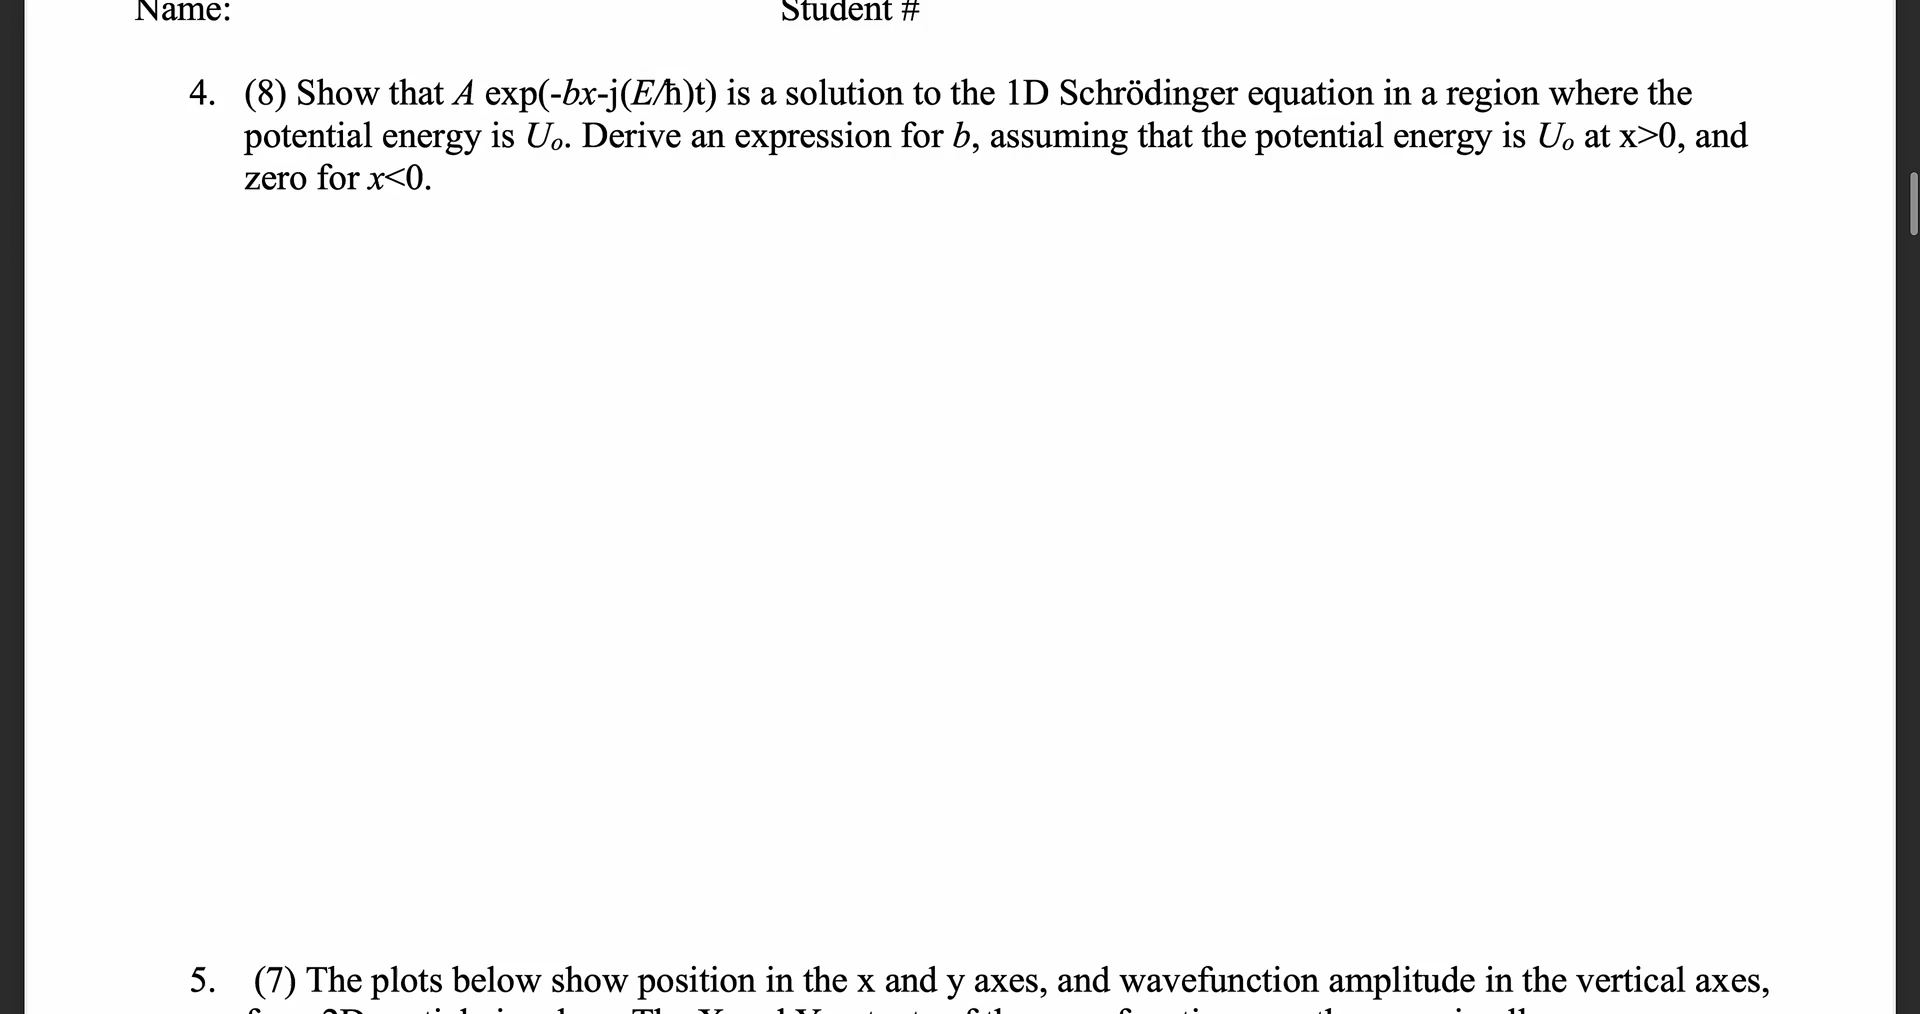 Name: Student #
4. (8) Show that A exp(-bx-j(E/ħ)t) is a solution to the 1D Schrödinger equation in a region where the
potential energy is Uo. Derive an expression for b, assuming that the potential energy is Uo at x>0, and
zero for x<0.
5. (7) The plots below show position in the x and y axes, and wavefunction amplitude in the vertical axes,